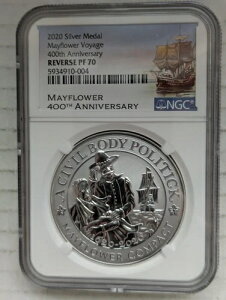 2020 Silver Medal
Mayflower Voyage
400th Anniversary
REVERSE PF 70
5934910-004
MAYFLOWER
400TH ANNIVERSARY
NGC
A CIVIL BODY POLITICK
MAYFLOWER COMPACT